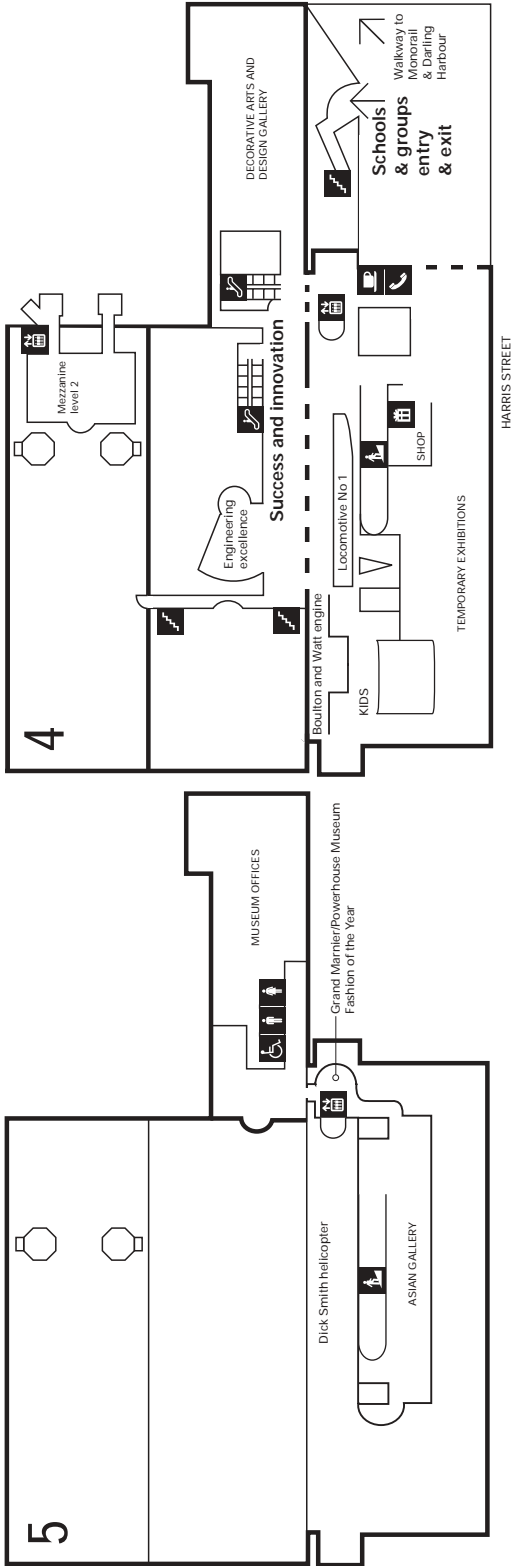 4
Mezzanine
level 2
Engineering
excellence
Success and innovation
DECORATIVE ARTS AND
DESIGN GALLERY
Schools
& groups
entry
& exit
Walkway to
Monorail
& Darling
Harbour
Boulton and Watt engine
Locomotive No 1
KIDS
SHOP
TEMPORARY EXHIBITIONS
HARRIS STREET
5
MUSEUM OFFICES
Grand Marnier/Powerhouse Museum
Fashion of the Year
Dick Smith helicopter
ASIAN GALLERY